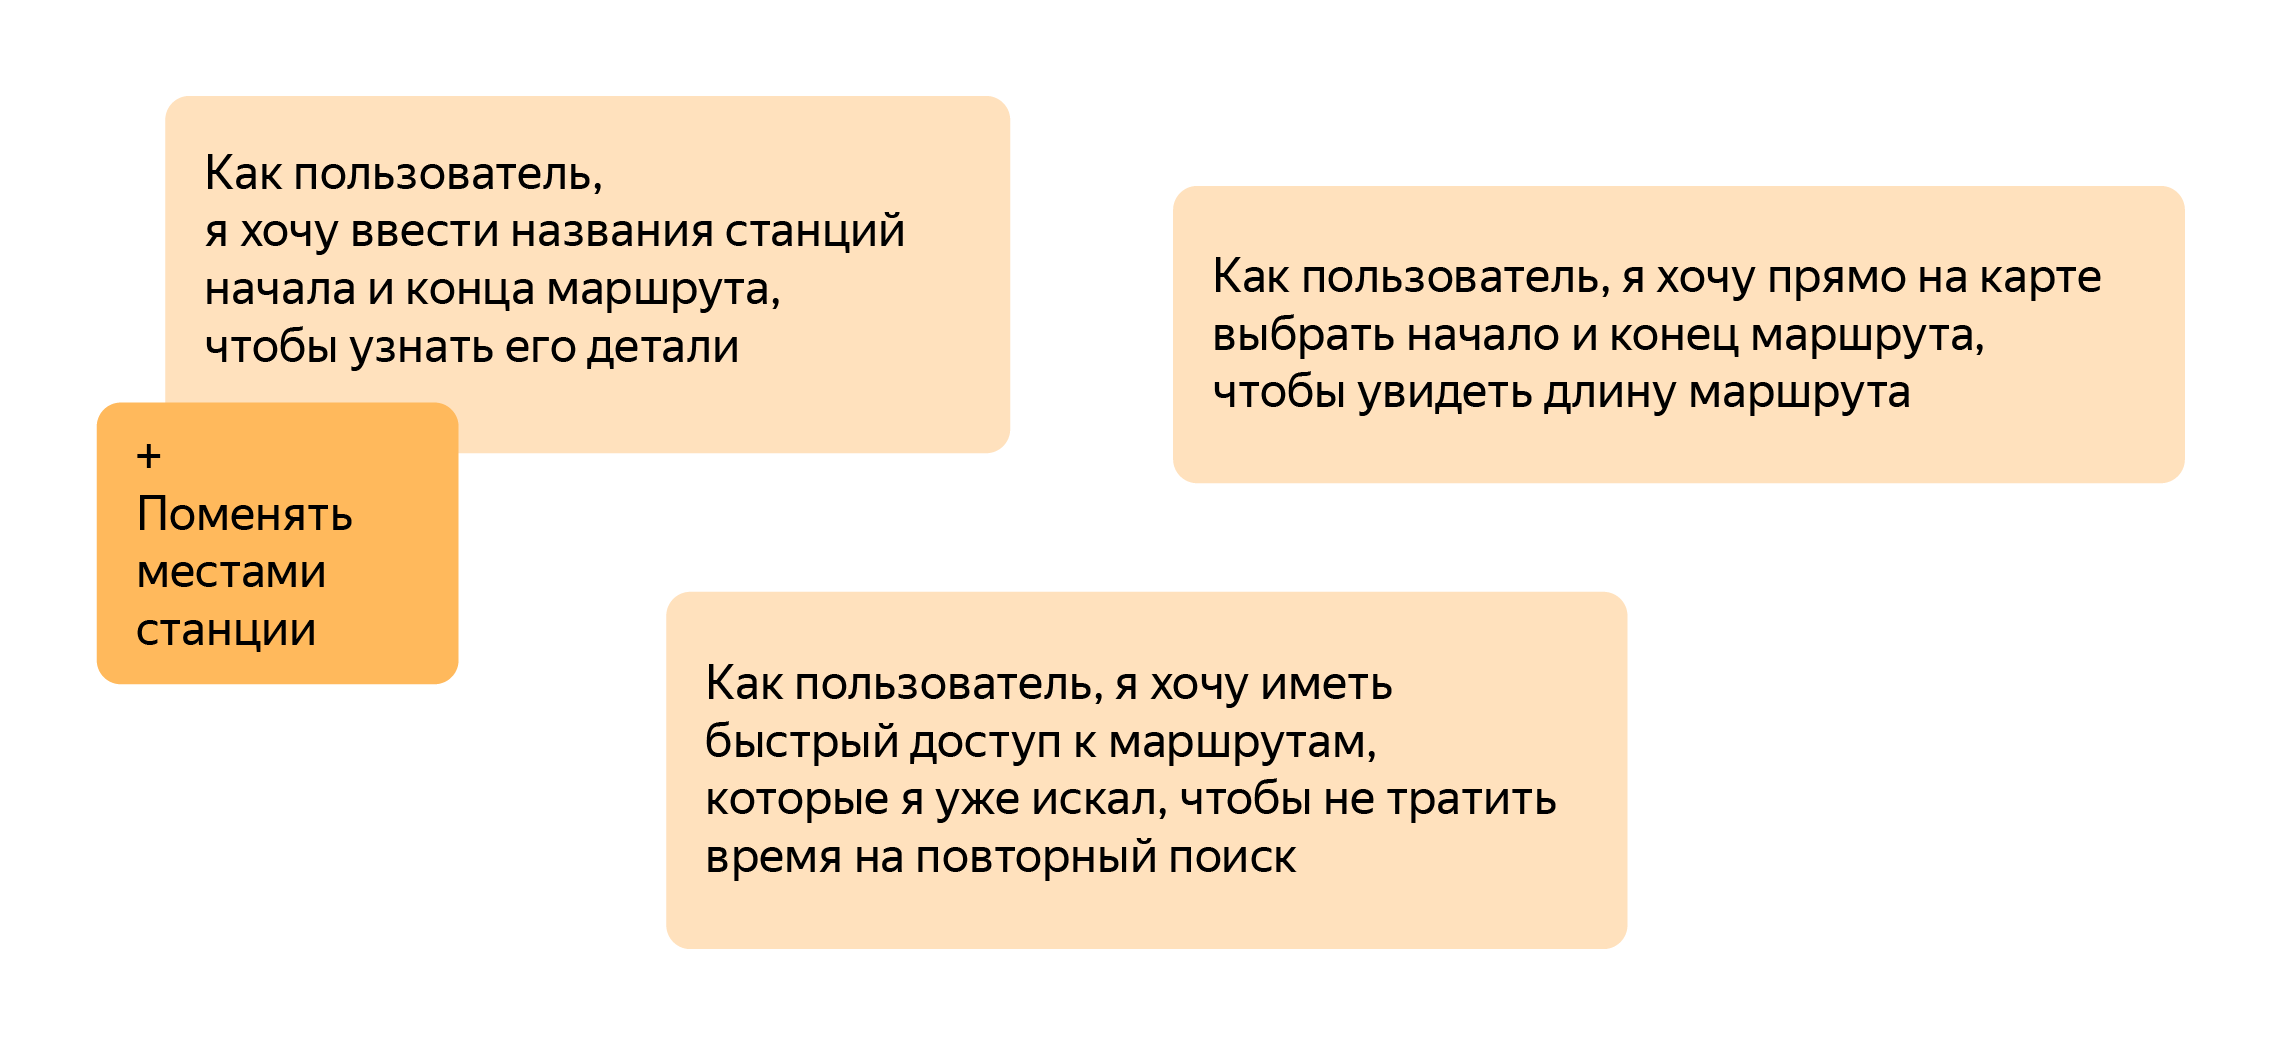 Как пользователь,
я хочу ввести названия станций
начала и конца маршрута,
чтобы узнать его детали
+
Поменять
местами
станции
Как пользователь, я хочу прямо на карте
выбрать начало и конец маршрута,
чтобы увидеть длину маршрута
Как пользователь, я хочу иметь
быстрый доступ к маршрутам,
которые я уже искал, чтобы не тратить
время на повторный поиск